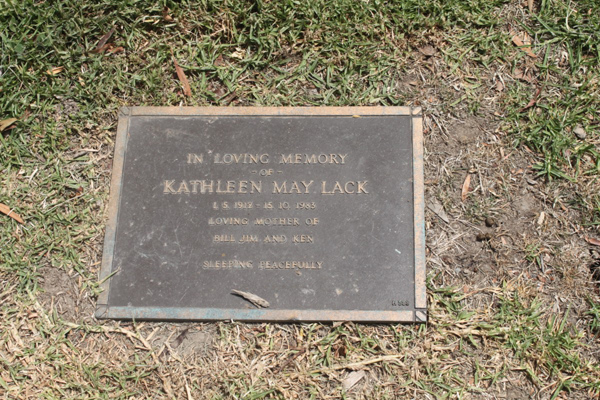 IN LOVING MEMORY
- OF -
KATHLEEN MAY LACK
1.5.1912 - 15.10.1985
LOVING MOTHER OF
BILL JIM AND KEN
SLEEPING PEACEFULLY